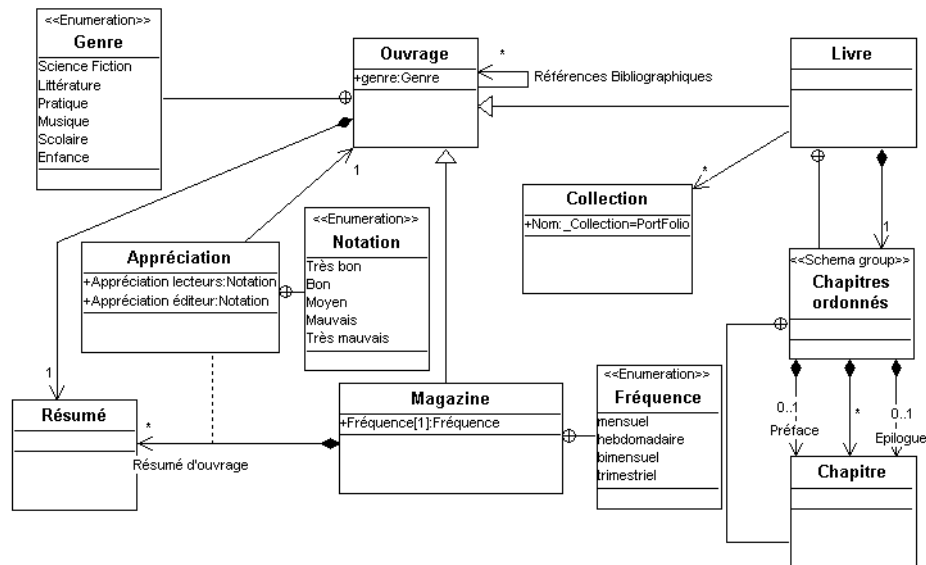 <<Enumeration>>
Genre
Science Fiction
Littérature
Pratique
Musique
Scolaire
Enfance
Ouvrage
+genre:Genre
*
Références Bibliographiques
Livre
1
*
Collection
+Nom:_Collection=PortFolio
<<Enumeration>>
Notation
Très bon
Bon
Moyen
Mauvais
Très mauvais
Appréciation
+Appréciation lecteurs:Notation
+Appréciation éditeur:Notation
1
<<Schema group>>
Chapitres
ordonnés
1
Résumé
*
Résumé d'ouvrage
Magazine
+Fréquence[1]:Fréquence
<<Enumeration>>
Fréquence
mensuel
hebdomadaire
bimensuel
trimestriel
0..1
Préface
*
0..1
Epilogue
Chapitre